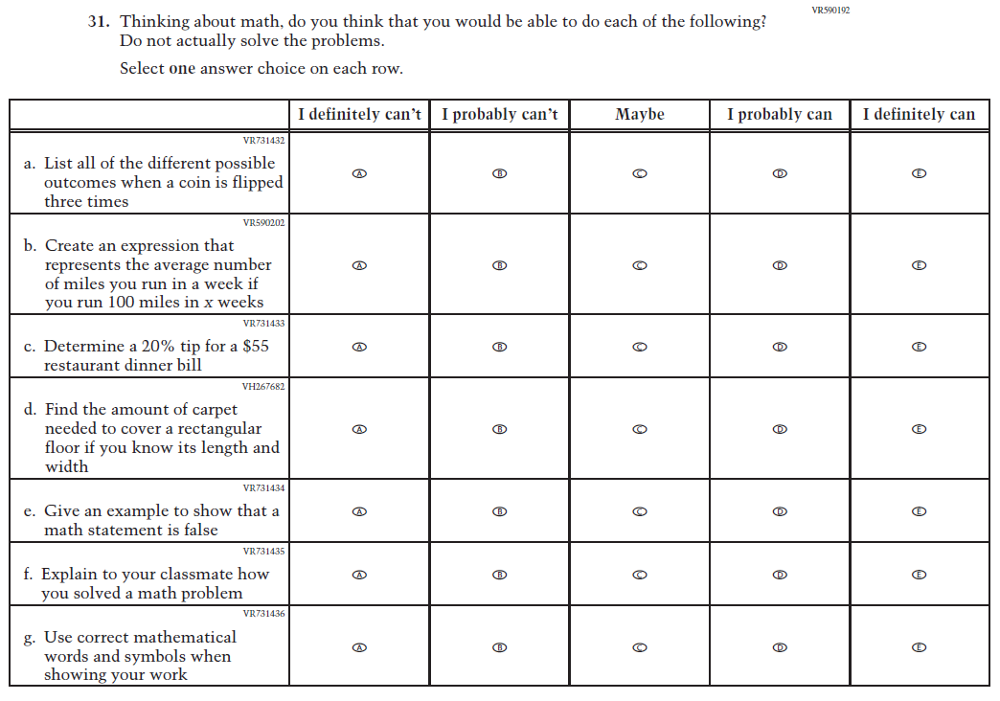 VR590192
31. Thinking about math, do you think that you would be able to do each of the following?
Do not actually solve the problems.
Select one answer choice on each row.
I definitely can't I probably can't Maybe I probably can I definitely can
VR731432
a. List all of the different possible
outcomes when a coin is flipped
three times
A B C D E
VR590202
b. Create an expression that
represents the average number
of miles you run in a week if
you run 100 miles in x weeks
A B C D E
VR731433
c. Determine a 20% tip for a $55
restaurant dinner bill
A B C D E
VH267682
d. Find the amount of carpet
needed to cover a rectangular
floor if you know its length and
width
A B C D E
VR731434
e. Give an example to show that a
math statement is false
A B C D E
VR731435
f. Explain to your classmate how
you solved a math problem
A B C D E
VR731436
g. Use correct mathematical
words and symbols when
showing your work
A B C D E